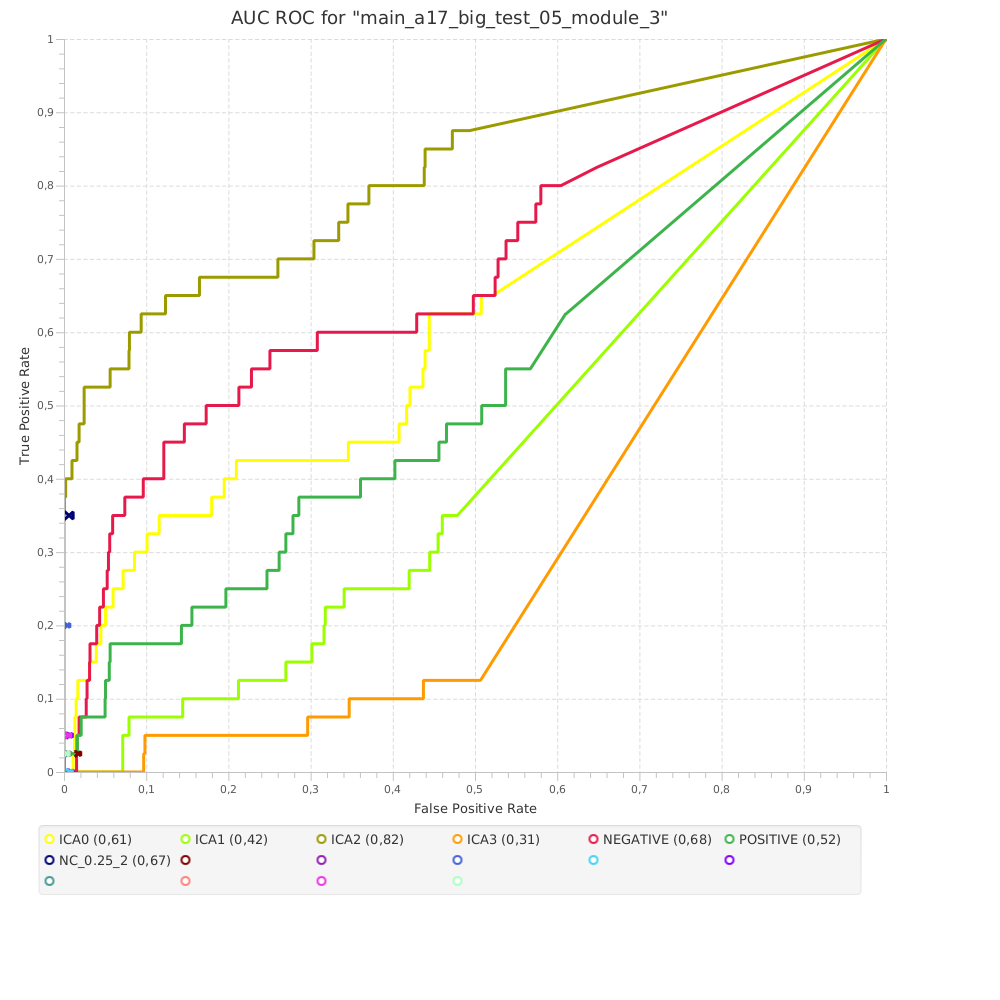 AUC ROC for "main_a17_big_test_05_module_3"
1
0,9
0,8
0,7
0,6
0,5
0,4
0,3
0,2
0,1
0
True Positive Rate
0 0,1 0,2 0,3 0,4 0,5 0,6 0,7 0,8 0,9 1
False Positive Rate
ICA0 (0,61) ICA1 (0,42) ICA2 (0,82) ICA3 (0,31) NEGATIVE (0,68) POSITIVE (0,52)
NC_0.25_2 (0,67)